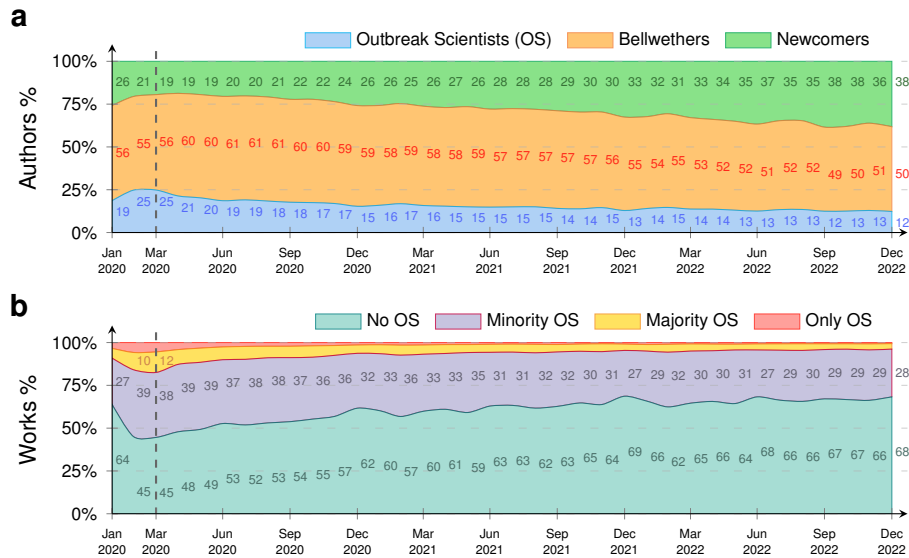 a
Outbreak Scientists (OS) Bellwethers Newcomers
Authors %
100%
26 21 19 19 19 20 20 21 22 22 24 26 26 25 26 26 28 28 28 29 30 30 33 32 31 33 34 35 37 35 35 38 38 36 38
75%
56 55 56 60 60 61 61 61 60 60 59 59 58 59 58 58 59 57 57 57 57 57 56 55 54 55 53 52 52 51 52 52 49 50 51 50
50%
25%
19 25 25 21 20 19 19 18 18 17 17 15 16 17 16 15 15 15 15 15 14 14 15 13 14 15 14 14 13 12 13 13 12 13 13 12
0%
Jan 2020 Mar 2020 Jun 2020 Sep 2020 Dec 2020 Mar 2021 Jun 2021 Sep 2021 Dec 2021 Mar 2022 Jun 2022 Sep 2022 Dec 2022
b
No OS Minority OS Majority OS Only OS
Works %
100%
10 12
75%
27 39 38 39 39 37 38 38 37 36 36 32 33 36 33 33 35 31 31 32 32 30 31 27 29 32 30 30 31 27 29 30 29 29 29 28
50%
64 45 45 48 49 53 52 53 54 55 57 62 60 57 60 61 59 63 63 62 63 65 64 69 66 62 65 66 64 68 66 66 67 67 66 68
25%
0%
Jan 2020 Mar 2020 Jun 2020 Sep 2020 Dec 2020 Mar 2021 Jun 2021 Sep 2021 Dec 2021 Mar 2022 Jun 2022 Sep 2022 Dec 2022